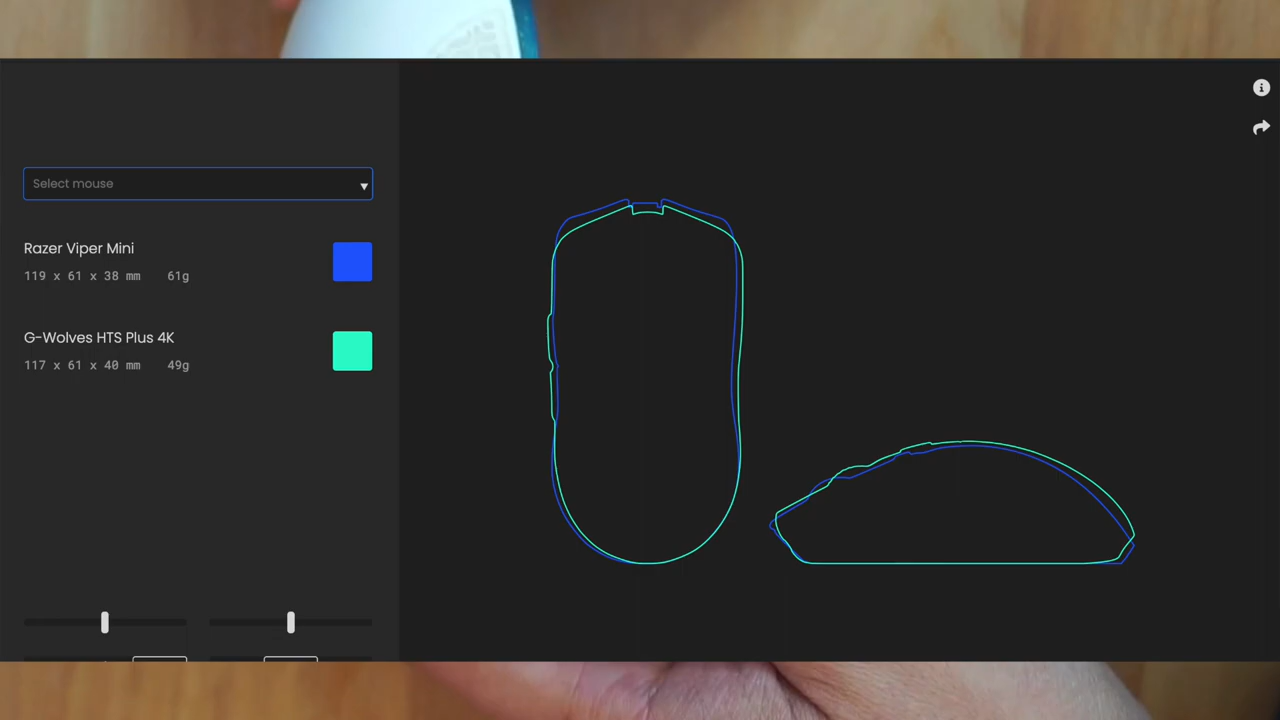 Select mouse
Razer Viper Mini
119 x 61 x 38 mm 61g
G-Wolves HTS Plus 4K
117 x 61 x 40 mm 49g